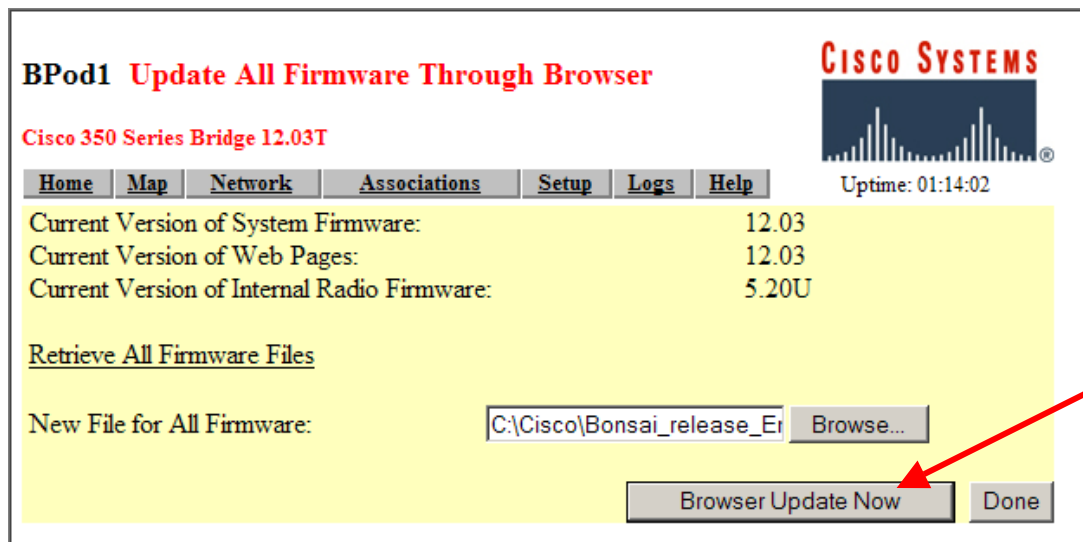 BPod1 Update All Firmware Through Browser
CISCO SYSTEMS
®
Cisco 350 Series Bridge 12.03T
Home Map Network Associations Setup Logs Help
Uptime: 01:14:02
Current Version of System Firmware: 12.03
Current Version of Web Pages: 12.03
Current Version of Internal Radio Firmware: 5.20U
Retrieve All Firmware Files
New File for All Firmware: C:\Cisco\Bonsai_release_Er Browse...
Browser Update Now Done